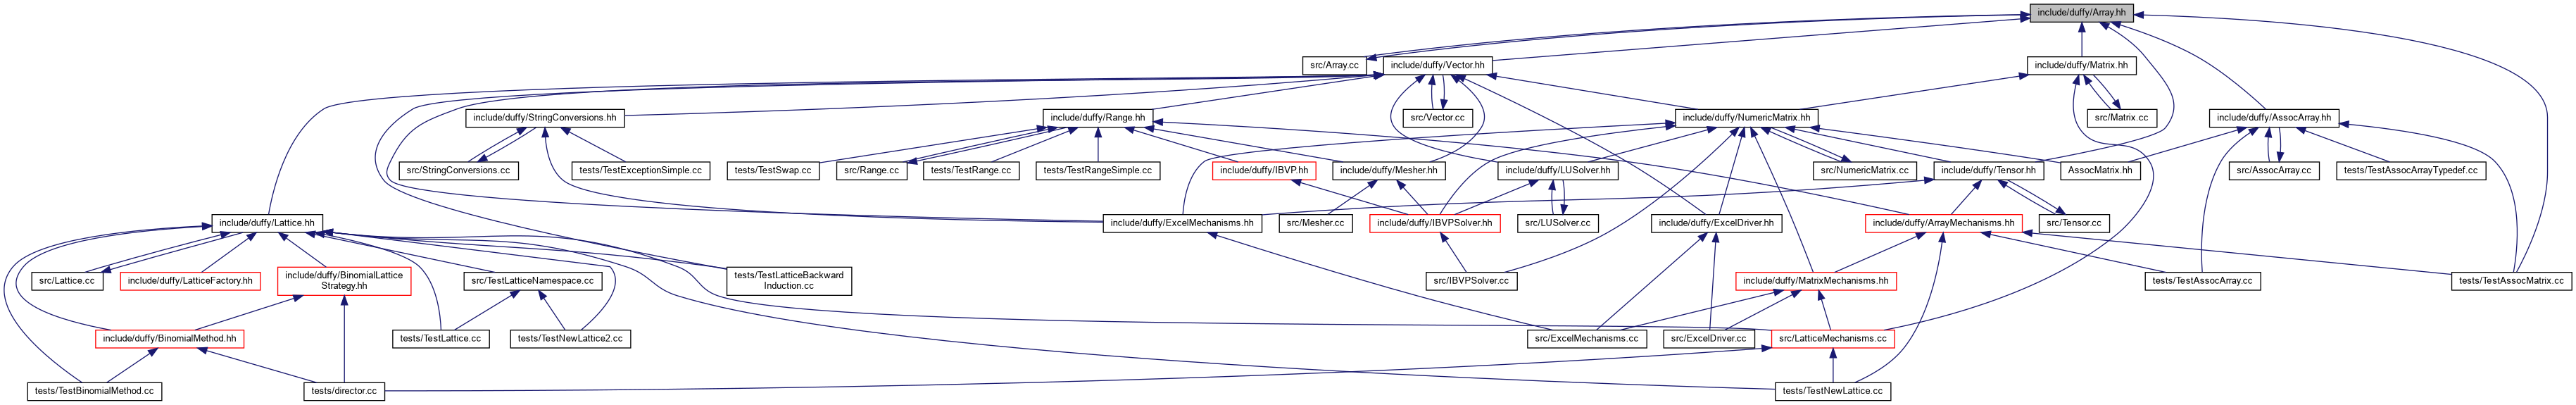 include/duffy/Array.hh
src/Array.cc
include/duffy/Vector.hh
include/duffy/Matrix.hh
include/duffy/StringConversions.hh
include/duffy/Range.hh
src/Vector.cc
include/duffy/NumericMatrix.hh
src/Matrix.cc
include/duffy/AssocArray.hh
src/StringConversions.cc
tests/TestExceptionSimple.cc
tests/TestSwap.cc
src/Range.cc
tests/TestRange.cc
tests/TestRangeSimple.cc
include/duffy/IBVP.hh
include/duffy/Mesher.hh
include/duffy/LUSolver.hh
src/NumericMatrix.cc
include/duffy/Tensor.hh
AssocMatrix.hh
src/AssocArray.cc
tests/TestAssocArrayTypedef.cc
include/duffy/Lattice.hh
include/duffy/ExcelMechanisms.hh
src/Mesher.cc
include/duffy/IBVPSolver.hh
src/LUSolver.cc
include/duffy/ExcelDriver.hh
include/duffy/ArrayMechanisms.hh
src/Tensor.cc
src/Lattice.cc
include/duffy/LatticeFactory.hh
include/duffy/BinomialLattice
Strategy.hh
src/TestLatticeNamespace.cc
tests/TestLatticeBackward
Induction.cc
src/IBVPSolver.cc
include/duffy/MatrixMechanisms.hh
tests/TestAssocArray.cc
tests/TestAssocMatrix.cc
include/duffy/BinomialMethod.hh
tests/TestLattice.cc
tests/TestNewLattice2.cc
src/ExcelMechanisms.cc
src/ExcelDriver.cc
src/LatticeMechanisms.cc
tests/TestBinomialMethod.cc
tests/director.cc
tests/TestNewLattice.cc